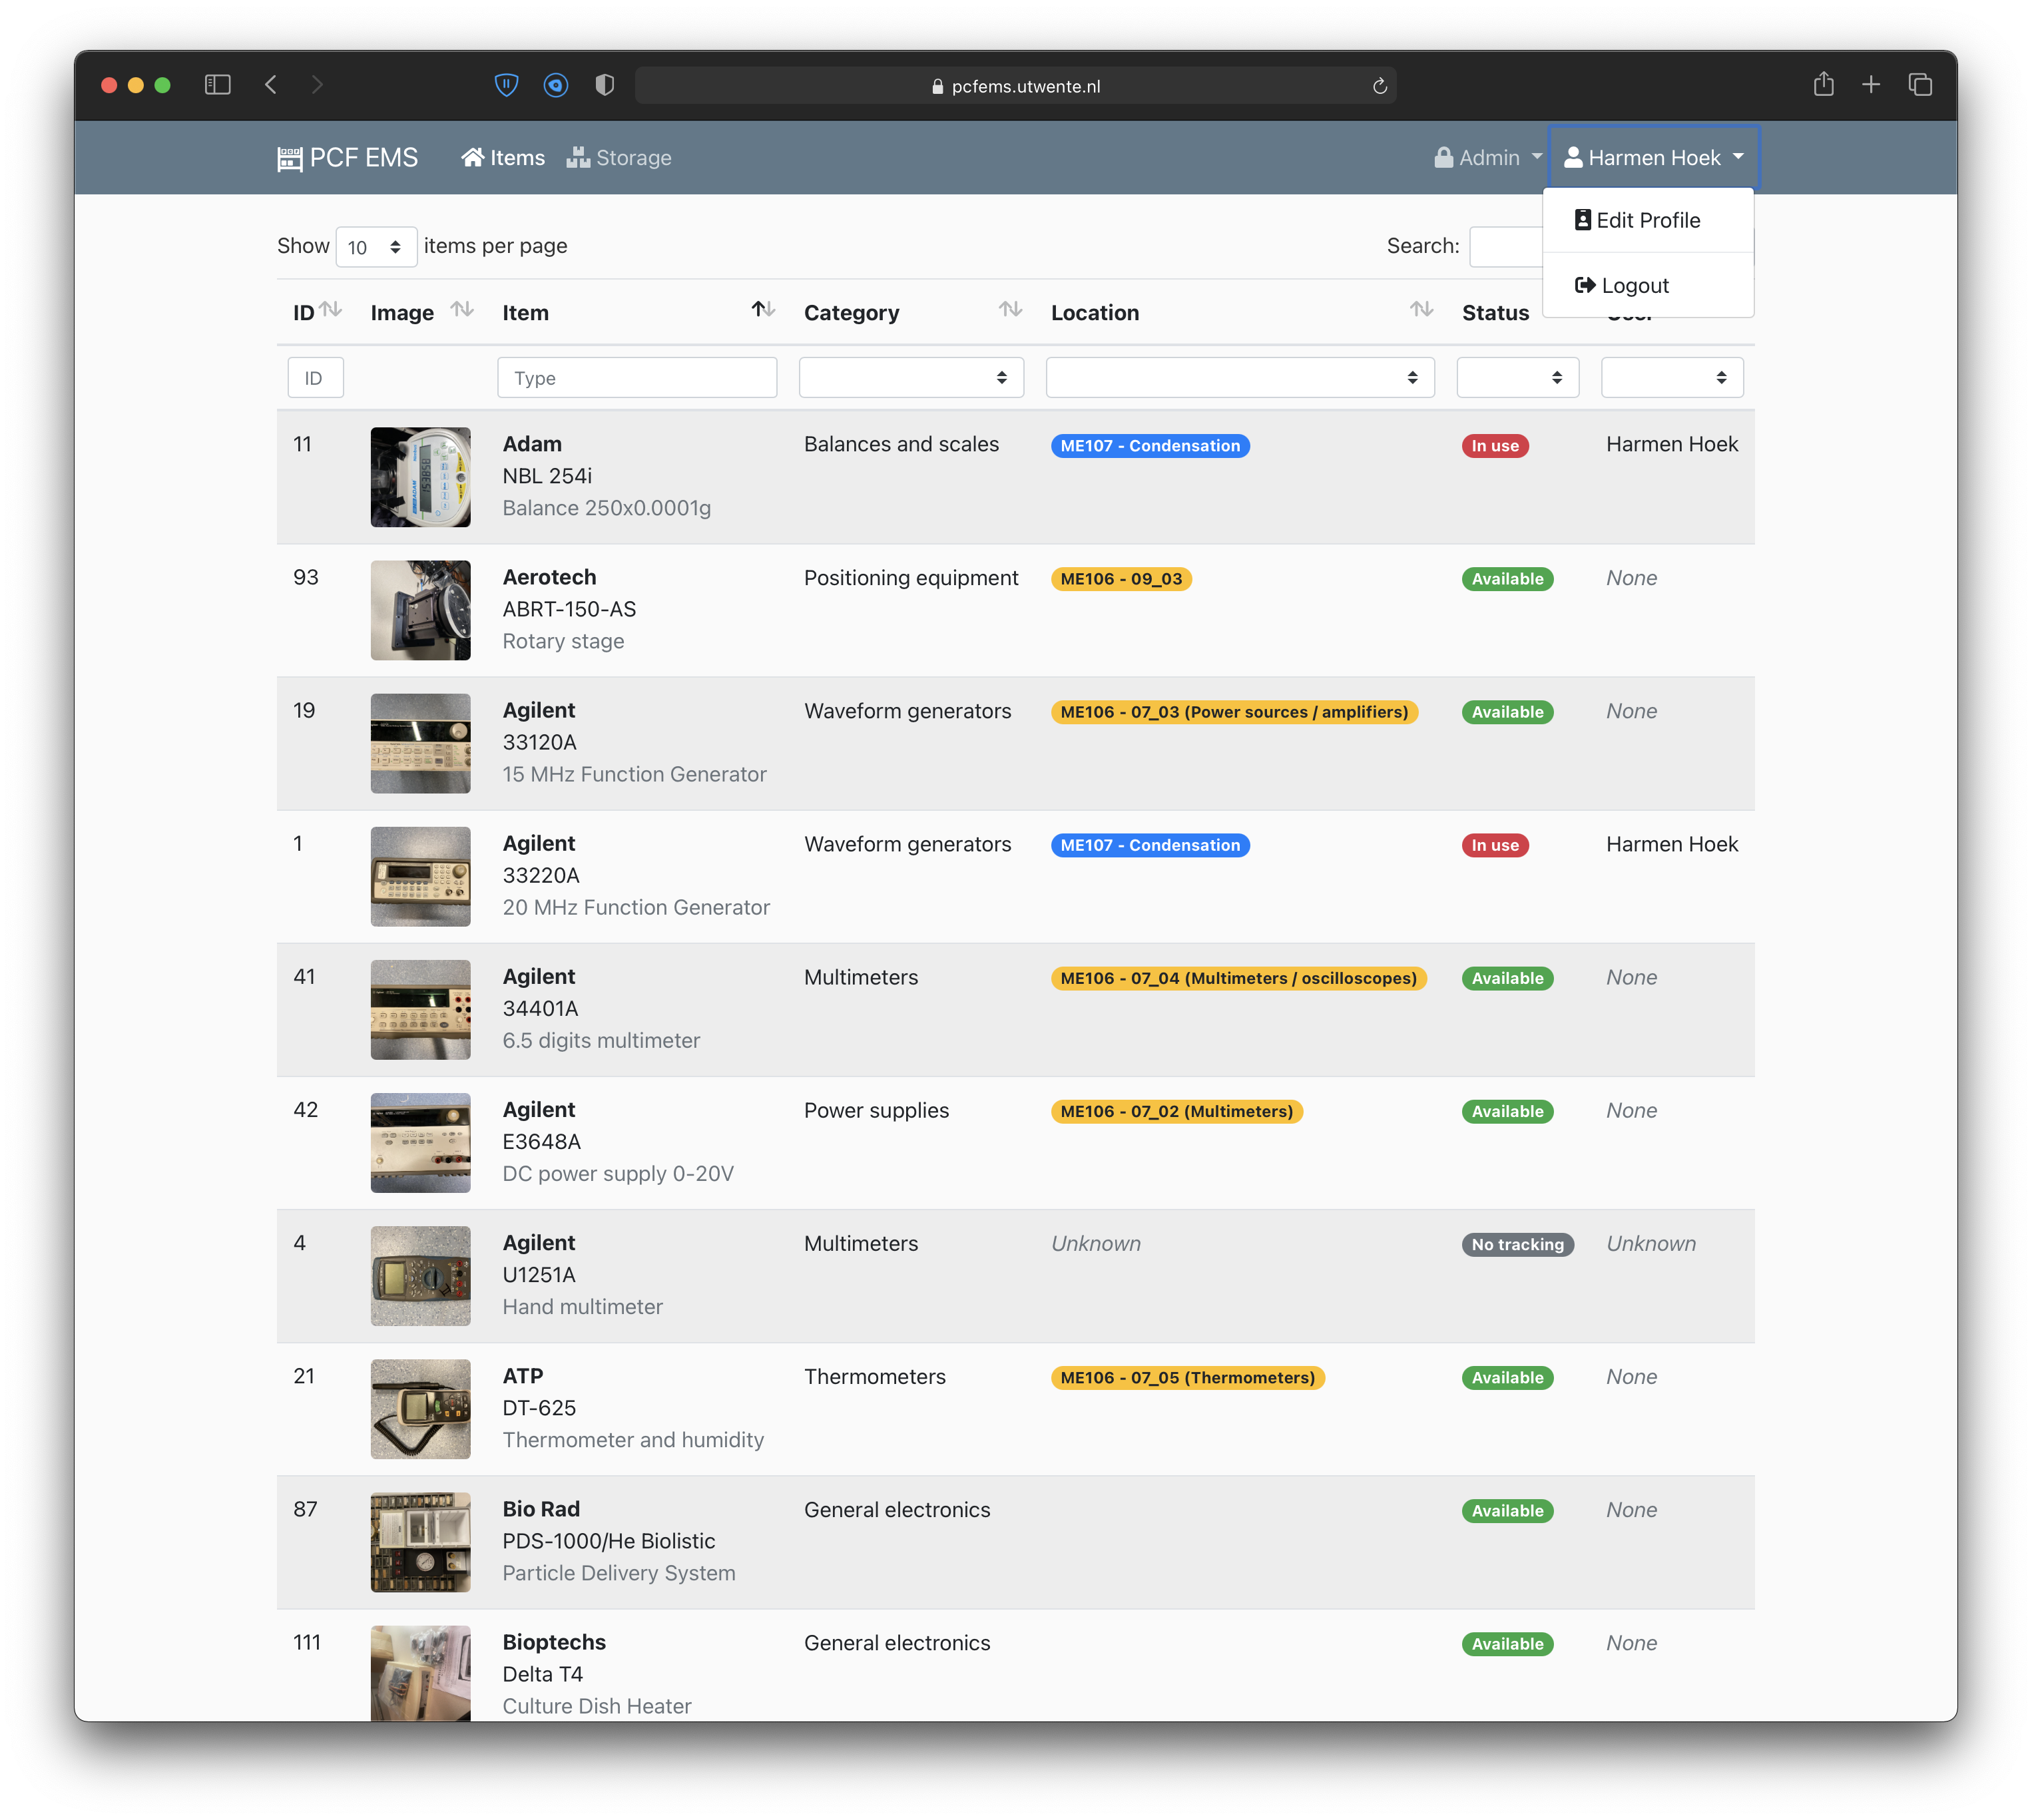 pcfems.utwente.nl
PCF EMS Items Storage Admin Harmen Hoek
Edit Profile
Logout
Show 10 items per page Search:
ID Image Item Category Location Status
ID Type
11 Adam Balances and scales ME107 - Condensation In use Harmen Hoek
NBL 254i
Balance 250x0.0001g
93 Aerotech Positioning equipment ME106 - 09_03 Available None
ABRT-150-AS
Rotary stage
19 Agilent Waveform generators ME106 - 07_03 (Power sources / amplifiers) Available None
33120A
15 MHz Function Generator
1 Agilent Waveform generators ME107 - Condensation In use Harmen Hoek
33220A
20 MHz Function Generator
41 Agilent Multimeters ME106 - 07_04 (Multimeters / oscilloscopes) Available None
34401A
6.5 digits multimeter
42 Agilent Power supplies ME106 - 07_02 (Multimeters) Available None
E3648A
DC power supply 0-20V
4 Agilent Multimeters Unknown No tracking Unknown
U1251A
Hand multimeter
21 ATP Thermometers ME106 - 07_05 (Thermometers) Available None
DT-625
Thermometer and humidity
87 Bio Rad General electronics Available None
PDS-1000/He Biolistic
Particle Delivery System
111 Bioptechs General electronics Available None
Delta T4
Culture Dish Heater